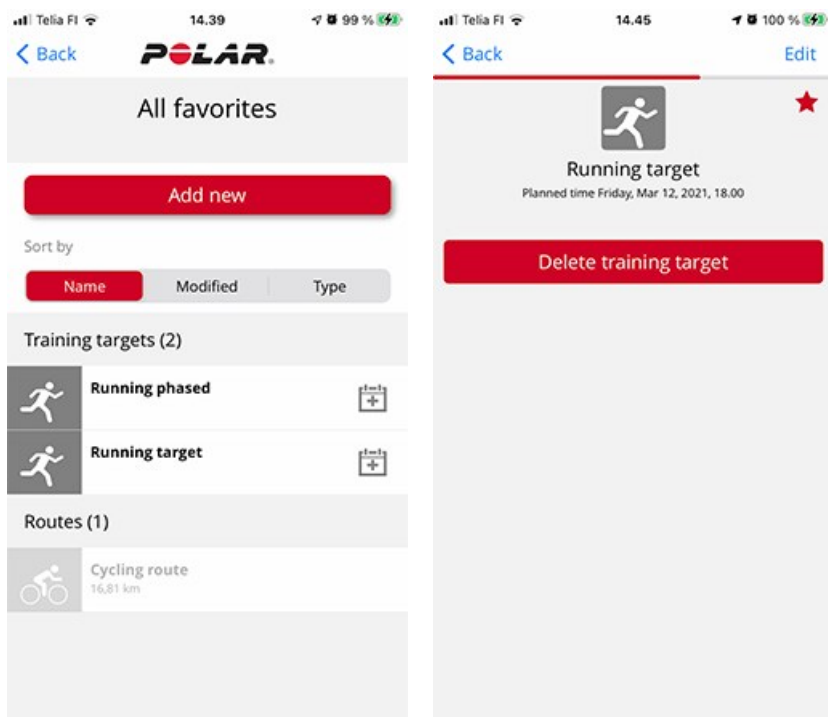 Telia FI 14.39 99 %
Back POLAR.
All favorites
Add new
Sort by
Name Modified Type
Training targets (2)
Running phased
Running target
Routes (1)
Cycling route
16,81 km
Telia FI 14.45 100 %
Back Edit
Running target
Planned time Friday, Mar 12, 2021, 18.00
Delete training target